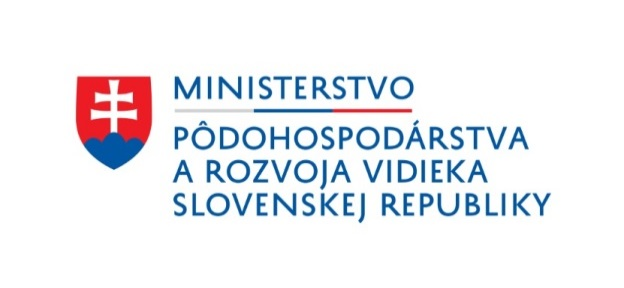 MINISTERSTVO
PÔDOHOSPODÁRSTVA
A ROZVOJA VIDIEKA
SLOVENSKEJ REPUBLIKY